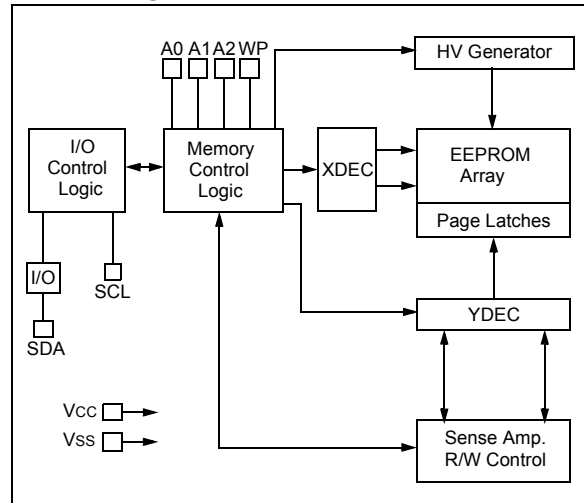 A0 A1 A2 WP
HV Generator
I/O
Control
Logic
Memory
Control
Logic
XDEC
EEPROM
Array
Page Latches
I/O
SCL
SDA
YDEC
VCC
VSS
Sense Amp.
R/W Control